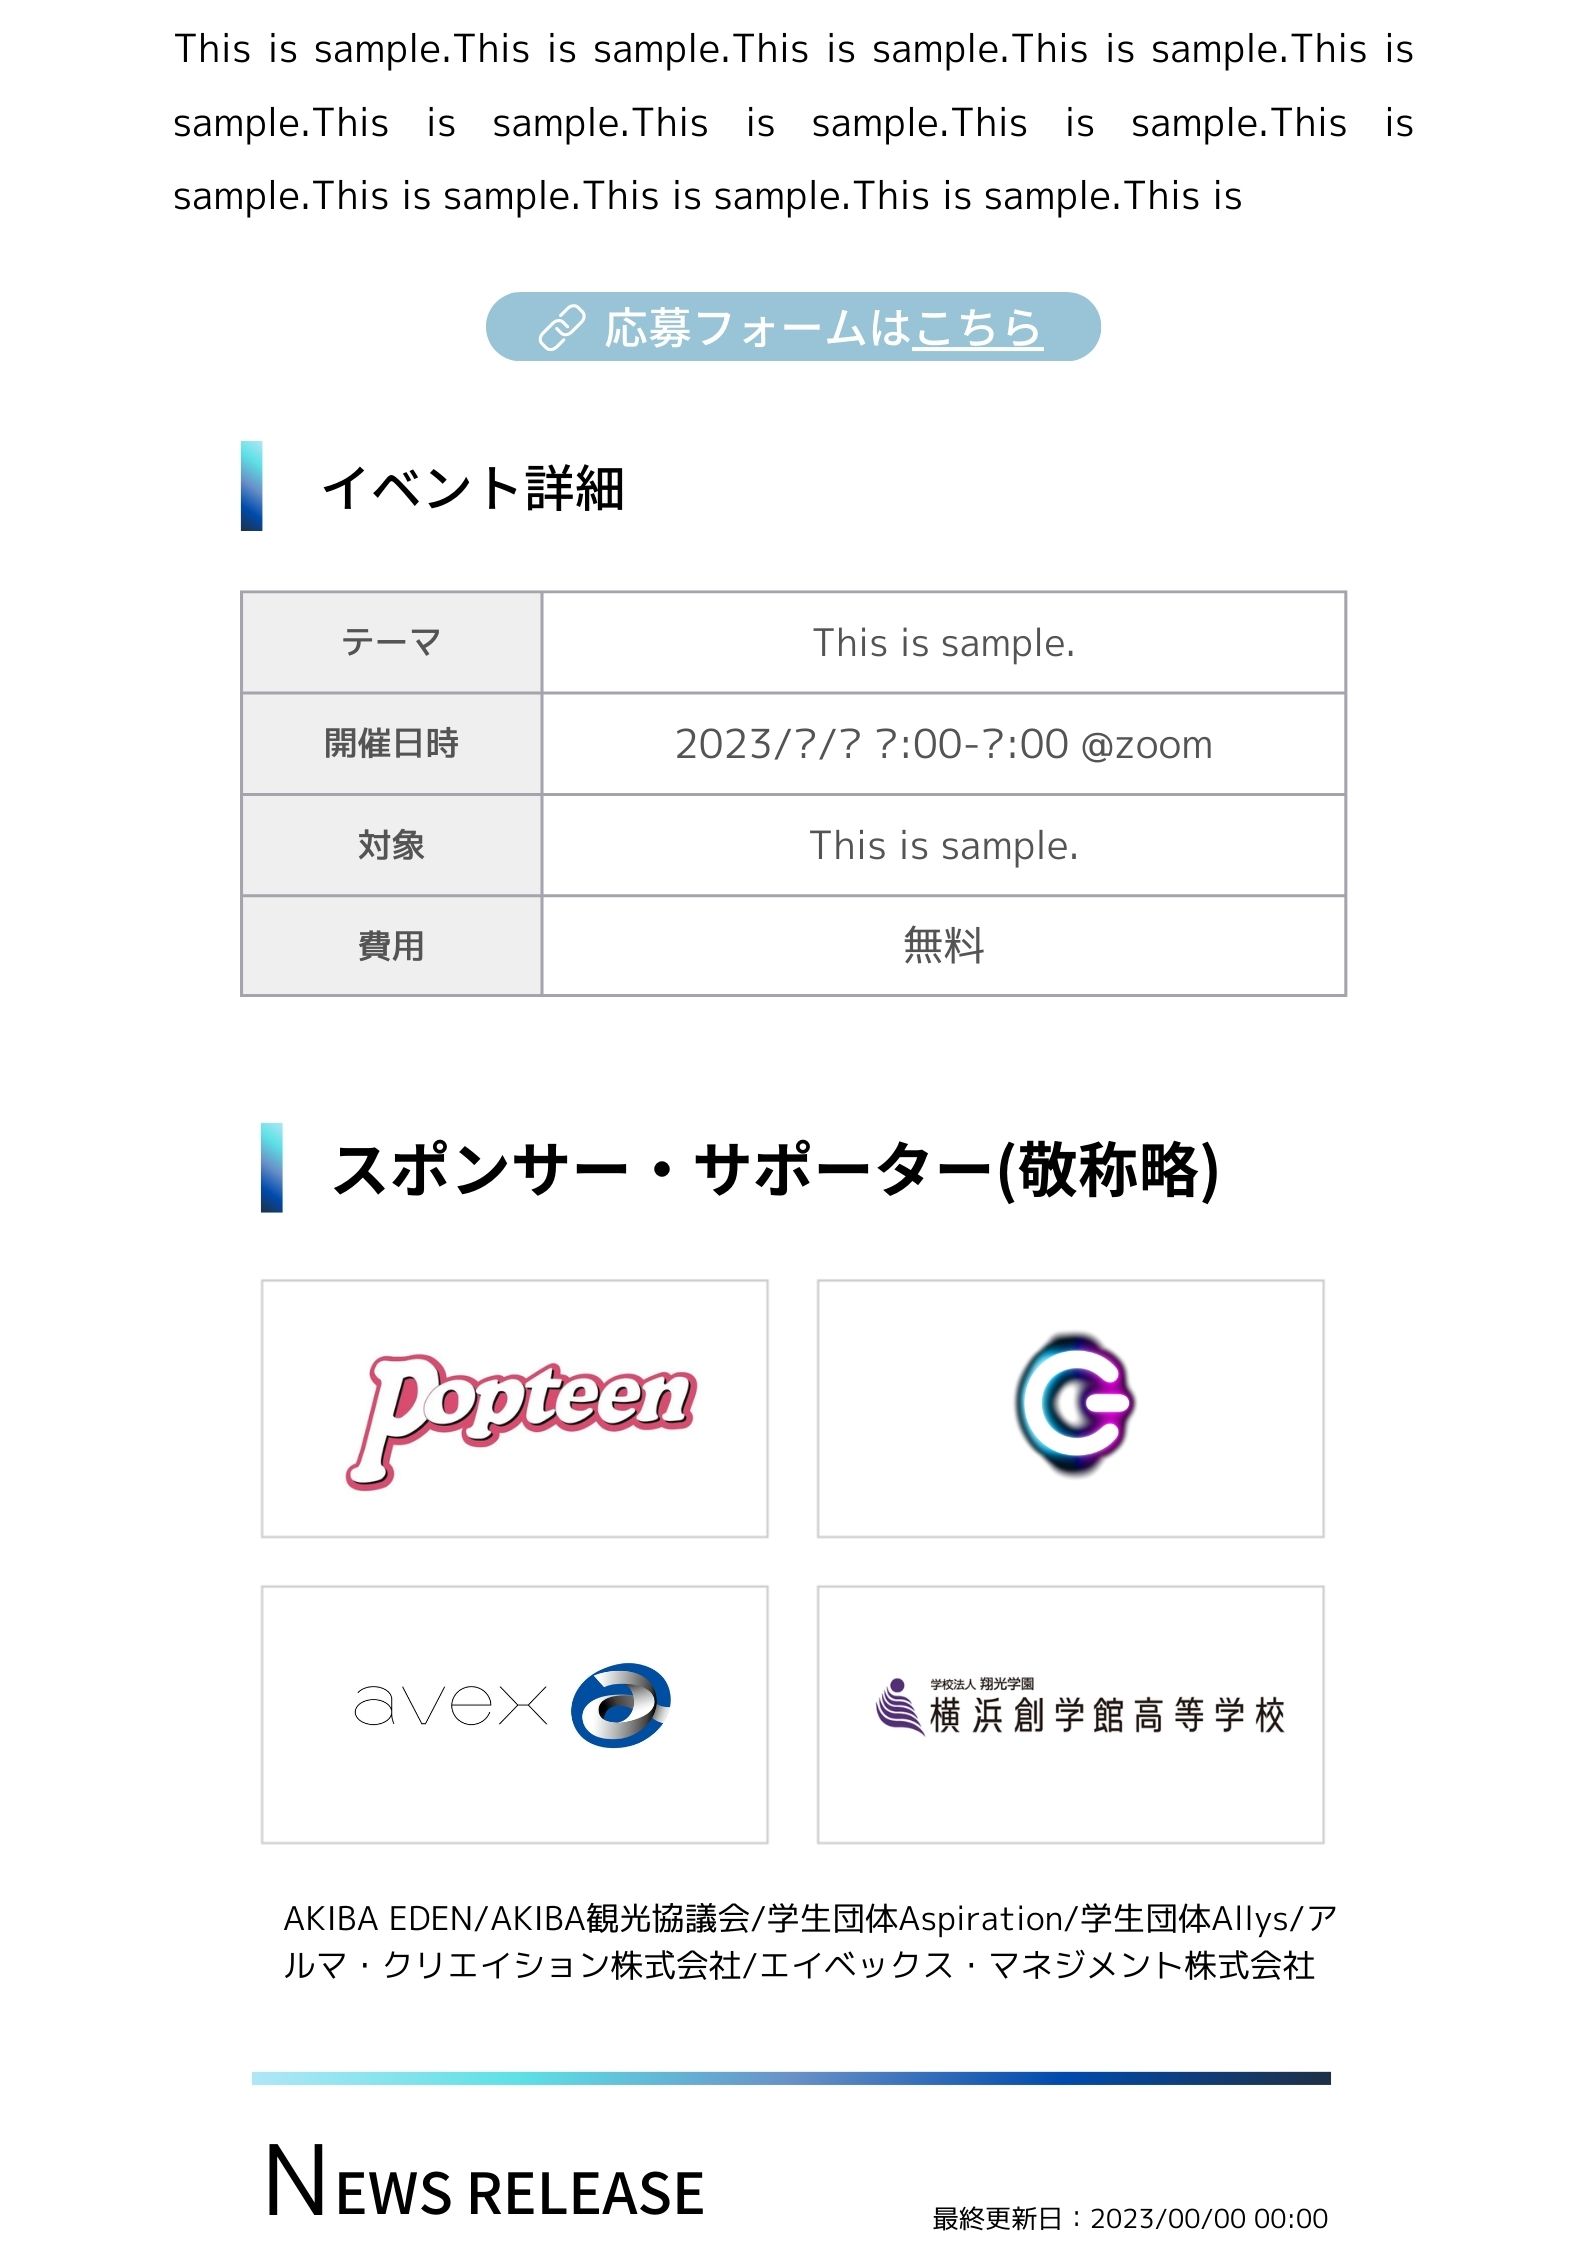 This is sample.This is sample.This is sample.This is sample.This is
sample.This is sample.This is sample.This is sample.This is
sample.This is sample.This is sample.This is sample.This is
応募フォームはこちら
イベント詳細
テーマ
This is sample.
開催日時
2023/?/? ?:00-?:00 @zoom
対象
This is sample.
費用
無料
スポンサー・サポーター(敬称略)
Popteen
avex
学校法人 翔光学園
横浜創学館高等学校
AKIBA EDEN/AKIBA観光協議会/学生団体Aspiration/学生団体Allys/ア
ルマ・クリエイション株式会社/エイベックス・マネジメント株式会社
NEWS RELEASE
最終更新日：2023/00/00 00:00